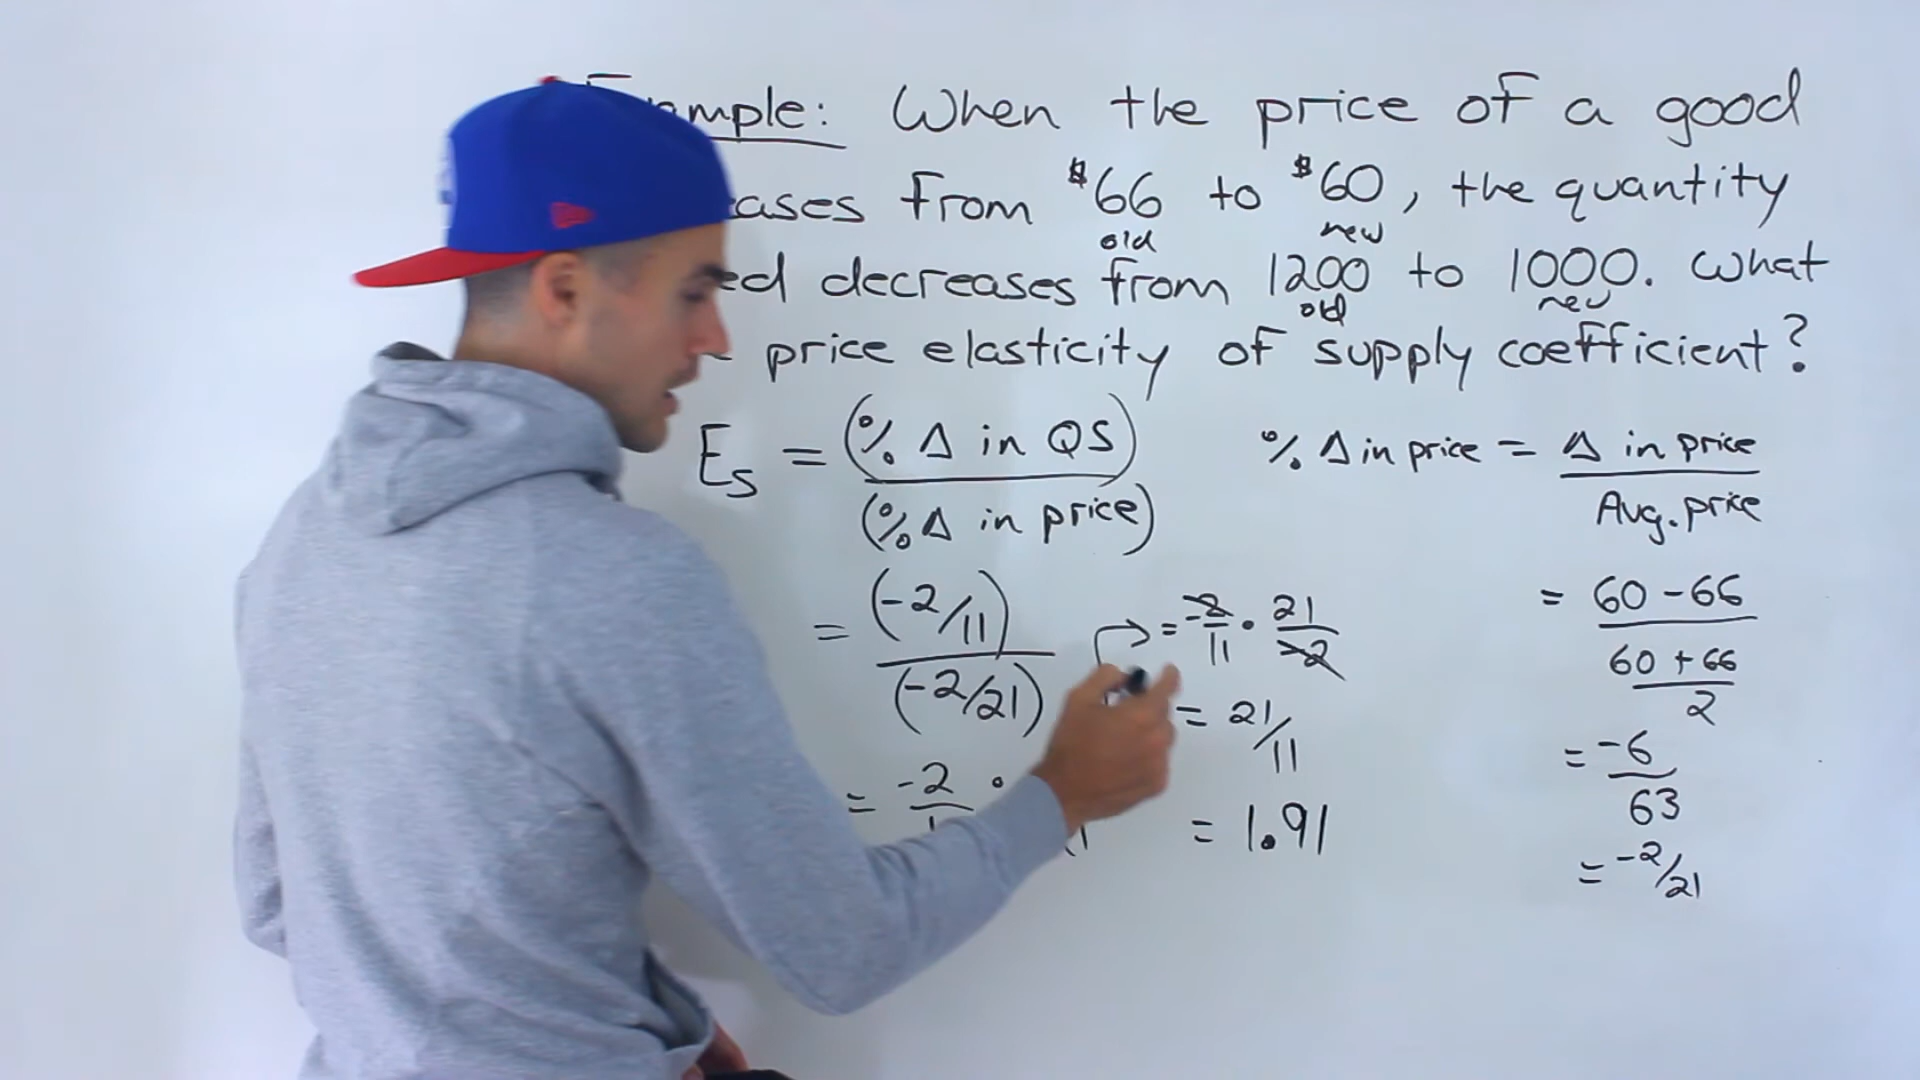 mple: When the price of a good
eases from $66 to $60, the quantity
old new
ed decreases from 1200 to 1000. What
old new
price elasticity of supply coefficient?
Es = (% Δ in QS)
(% Δ in price)
= (-2/11)
(-2/21)
= -2 •
= -2/11 • 21/-2
= 21/11
= 1.91
% Δ in price = Δ in price
Avg. price
= 60 - 66
60 + 66
2
= -6
63
= -2/21